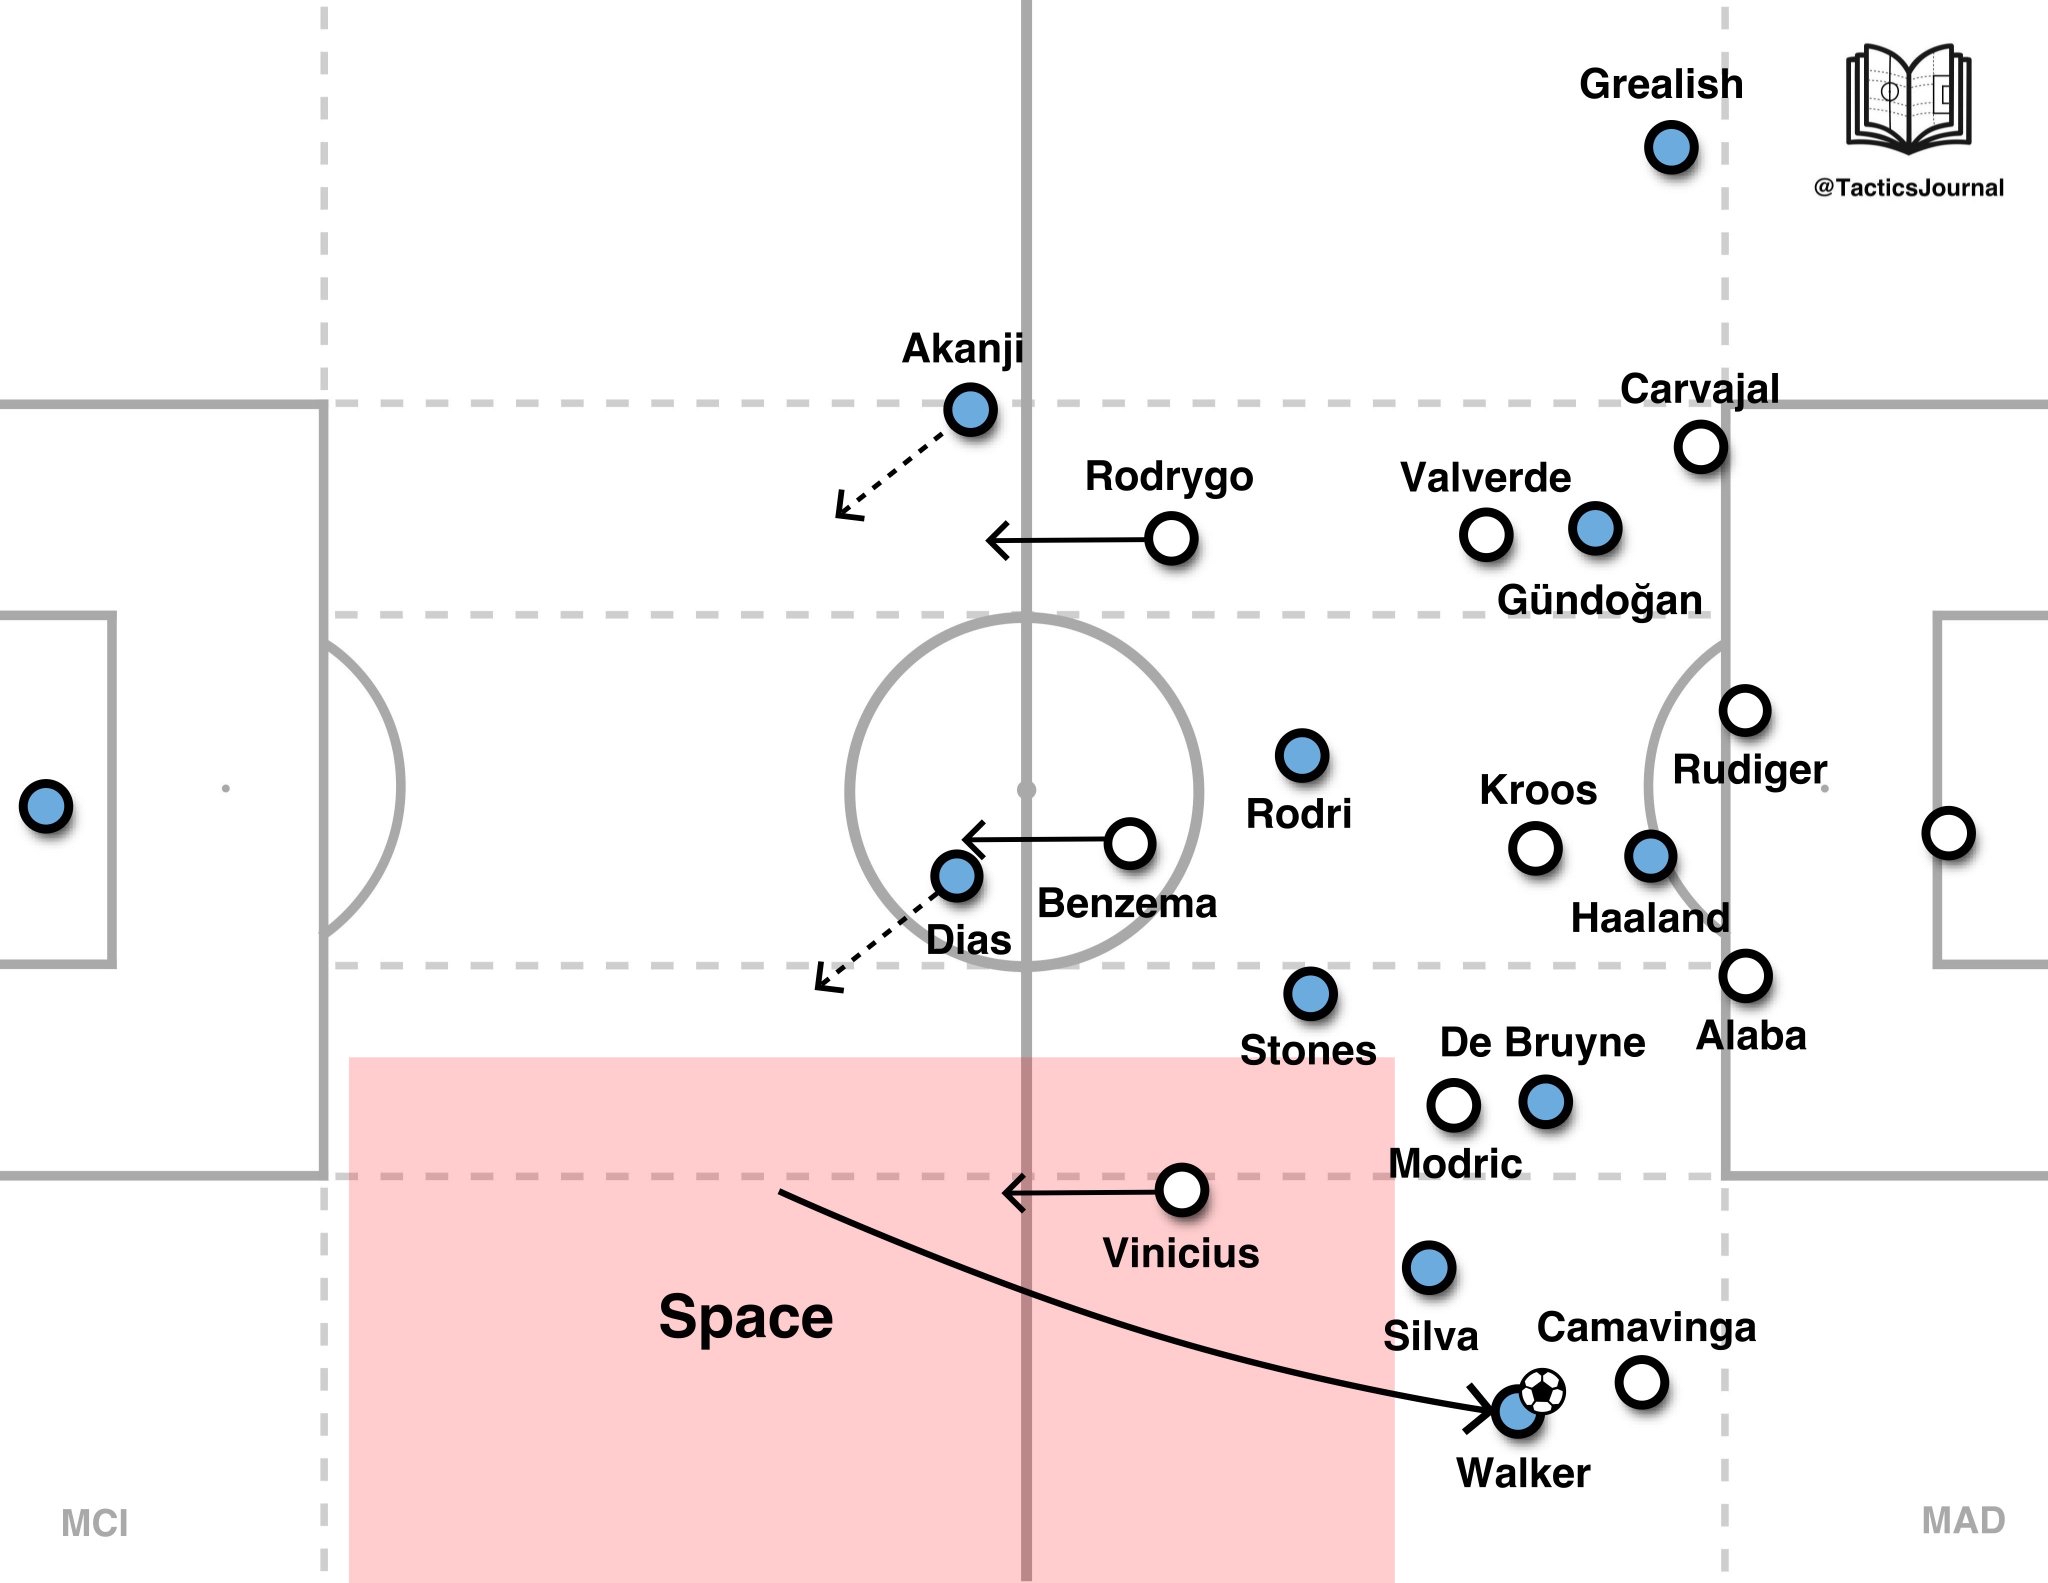 Grealish
@TacticsJournal
Akanji
Carvajal
Rodrygo
Valverde
Gündoğan
Rudiger
Kroos
Rodri
Benzema
Haaland
Dias
Alaba
De Bruyne
Stones
Modric
Vinicius
Space
Silva
Camavinga
Walker
MCI
MAD